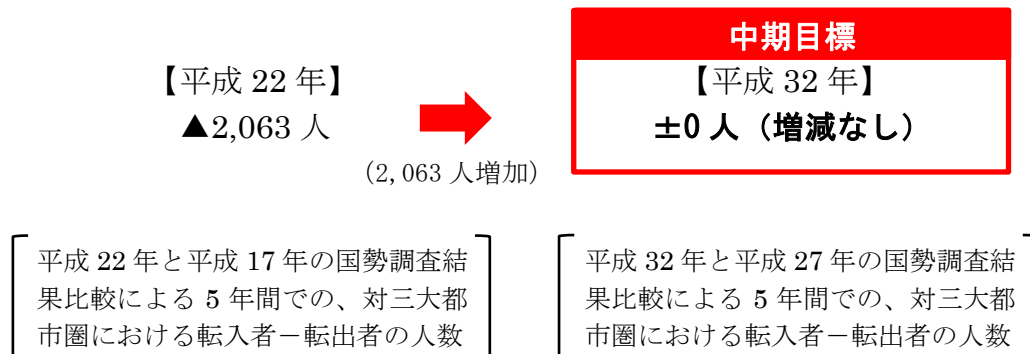 中期目標
【平成 22 年】
▲2,063 人
【平成 32 年】
±0 人（増減なし）
（2,063 人増加）
平成 22 年と平成 17 年の国勢調査結
果比較による 5 年間での、対三大都
市圏における転入者－転出者の人数
平成 32 年と平成 27 年の国勢調査結
果比較による 5 年間での、対三大都
市圏における転入者－転出者の人数